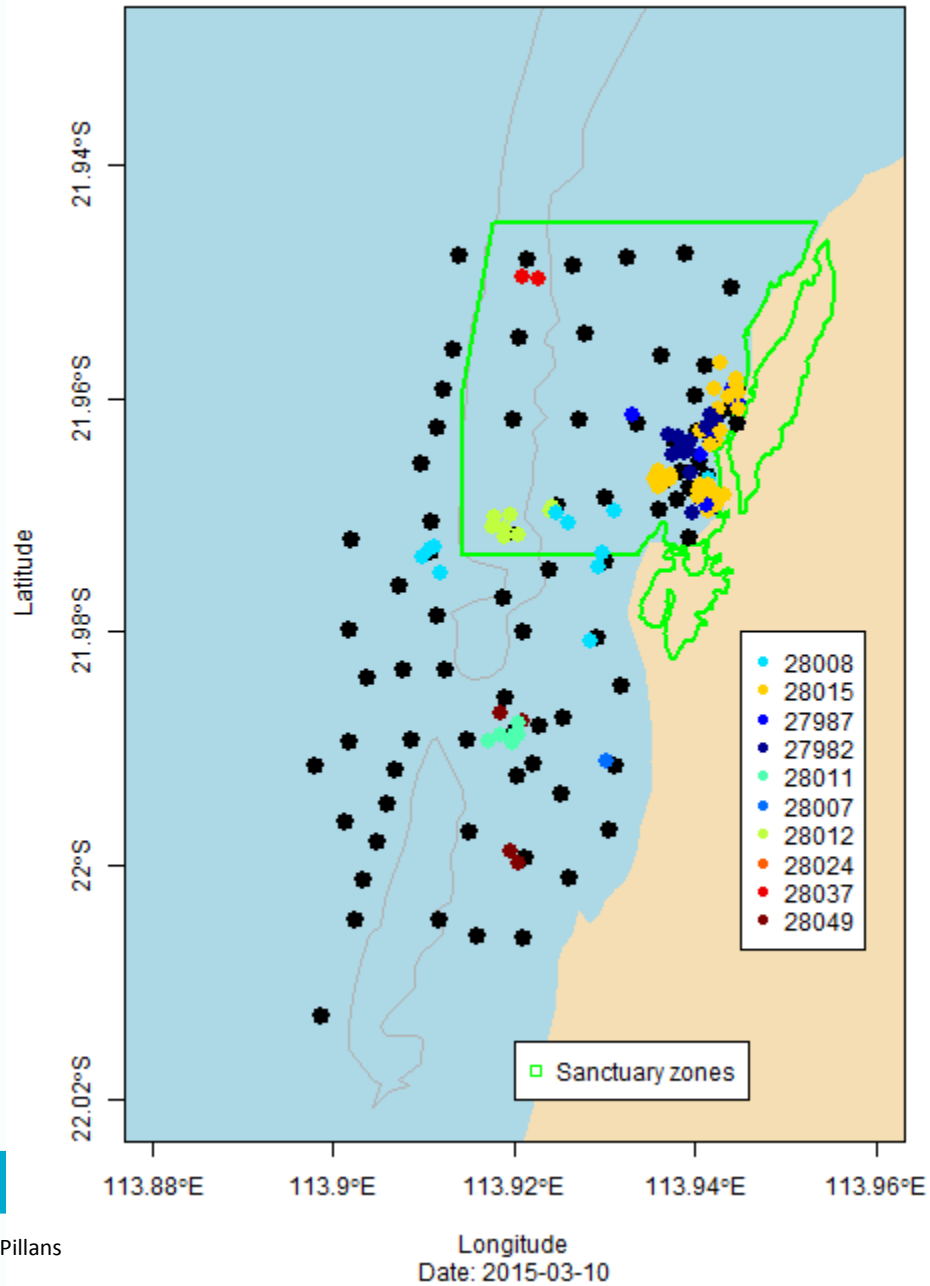 21.94°S
21.96°S
21.98°S
22°S
22.02°S
Latitude
28008
28015
27987
27982
28011
28007
28012
28024
28037
28049
Sanctuary zones
113.88°E
113.9°E
113.92°E
113.94°E
113.96°E
Pillans
Longitude
Date: 2015-03-10